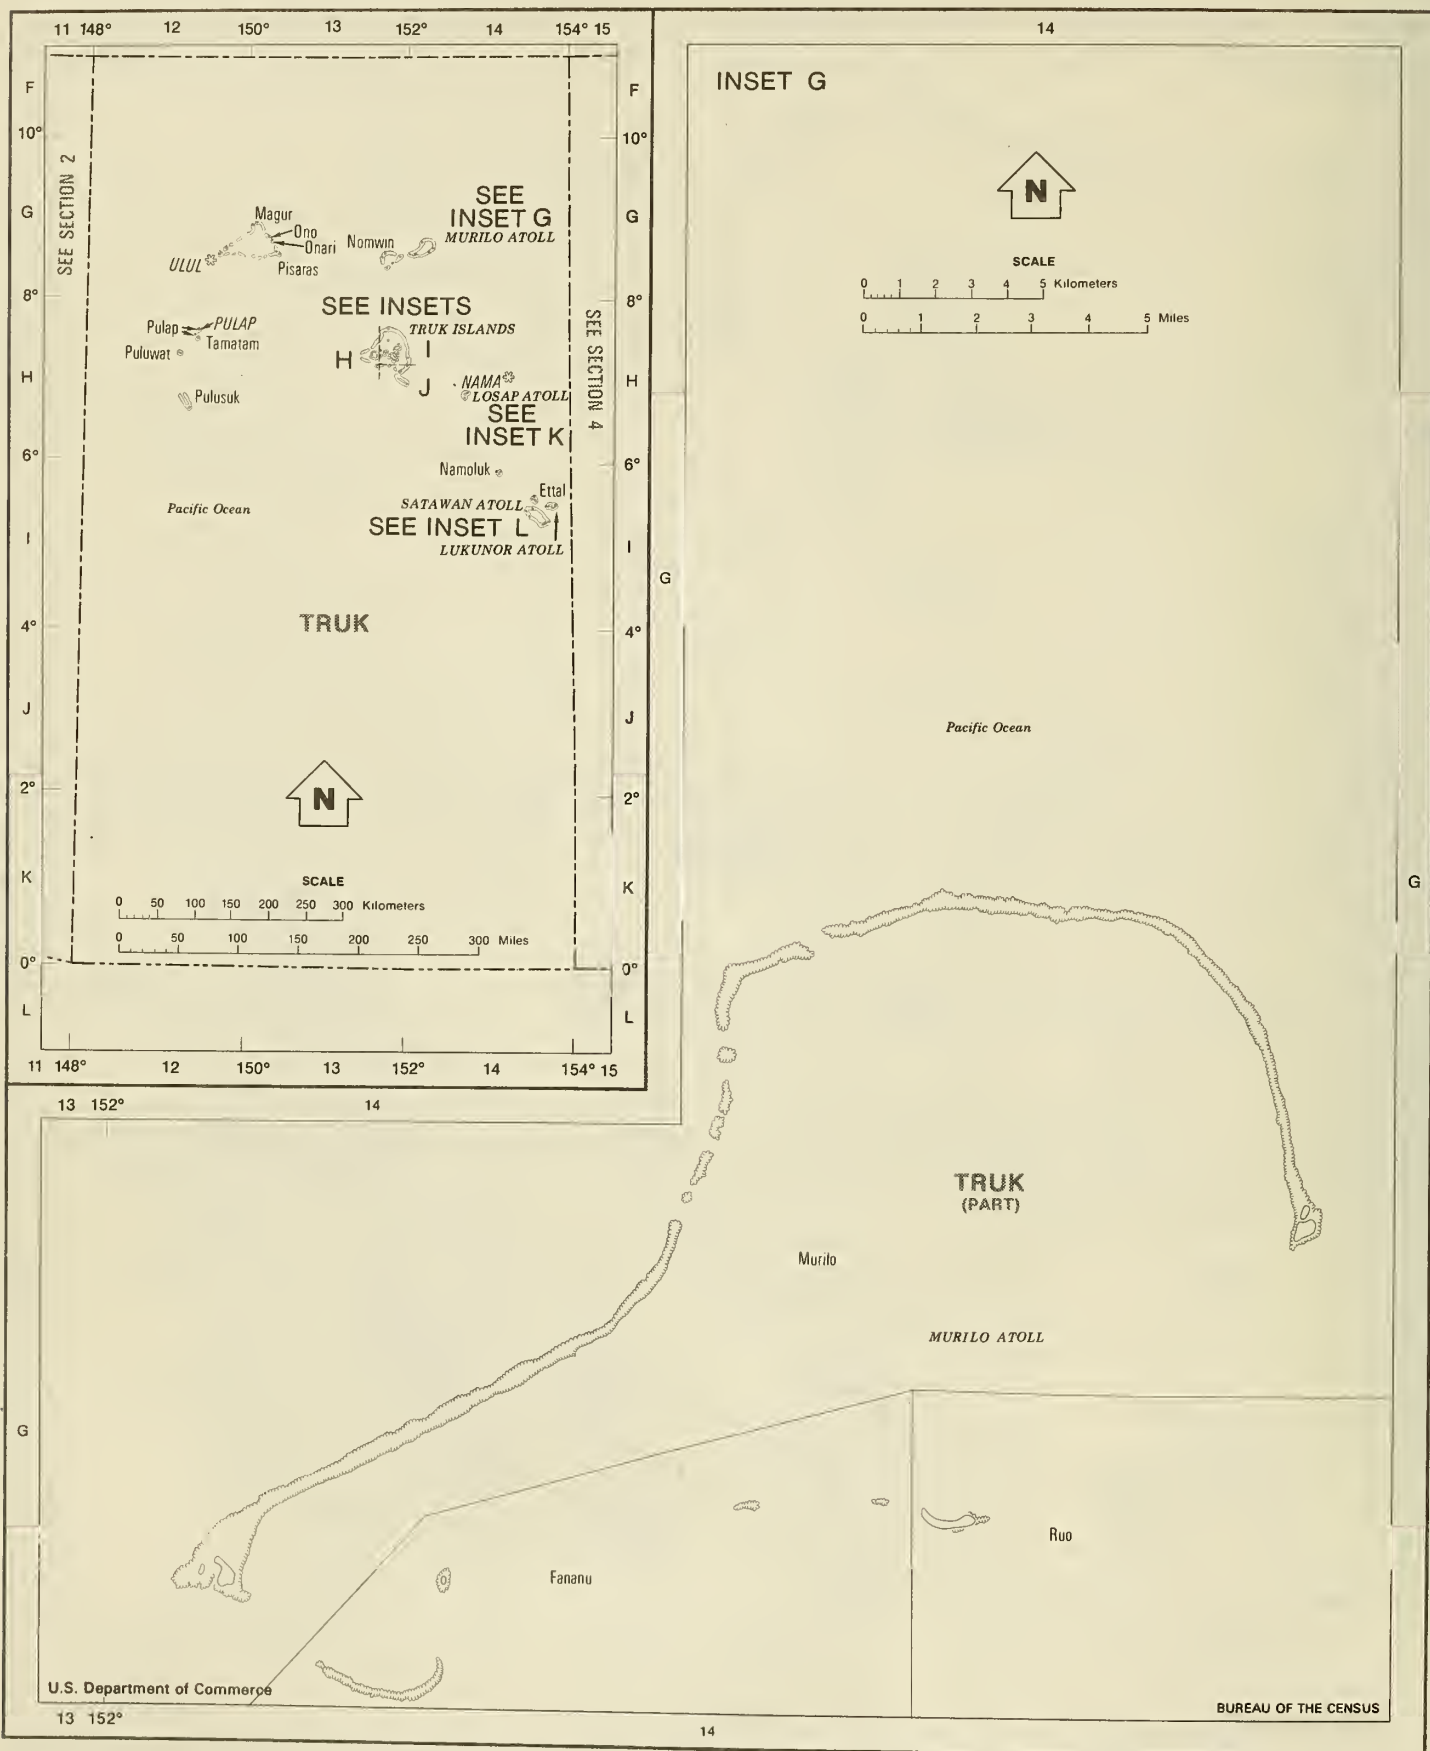 11 148° 12 150° 13 152° 14 154° 15
F
F
10°
10°
SEE SECTION 2
G
G
SEE
INSET G
MURILO ATOLL
Magur
Ono
Onari
Nomwin
ULUL
Pisaras
8°
8°
SEE INSETS
TRUK ISLANDS
SEE SECTION 4
Pulap
PULAP
Tamatam
Puluwat
H
I
J
H
H
NAMA
LOSAP ATOLL
SEE
INSET K
Pulusuk
6°
6°
Namoluk
Ettal
SATAWAN ATOLL
SEE INSET L
LUKUNOR ATOLL
Pacific Ocean
I
I
TRUK
4°
4°
J
J
2°
2°
N
K
K
SCALE
0 50 100 150 200 250 300 Kilometers
0 50 100 150 200 250 300 Miles
0°
0°
L
L
11 148° 12 150° 13 152° 14 154° 15
14
INSET G
N
SCALE
0 1 2 3 4 5 Kilometers
0 1 2 3 4 5 Miles
G
Pacific Ocean
G
13 152° 14
TRUK
(PART)
Murilo
MURILO ATOLL
G
Ruo
Fananu
U.S. Department of Commerce
BUREAU OF THE CENSUS
13 152°
14